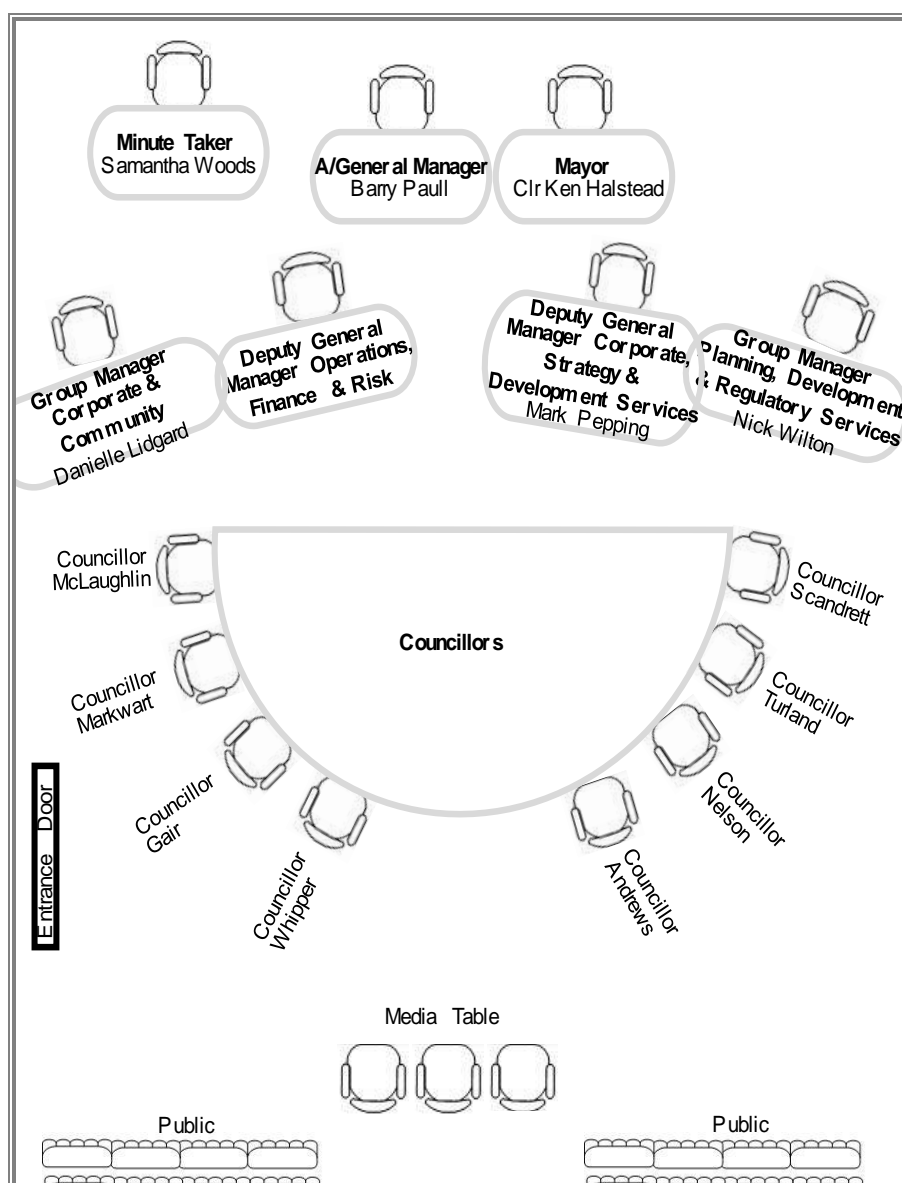 Minute Taker
Samantha Woods
A/General Manager
Barry Paull
Mayor
Clr Ken Halstead
Group Manager
Corporate &
Community
Danielle Lidgard
Deputy General
Manager Operations,
Finance & Risk
Deputy General
Manager Corporate,
Strategy &
Development Services
Mark Pepping
Group Manager
Planning, Development
& Regulatory Services
Nick Wilton
Councillor
McLaughlin
Councillor
Markwart
Councillor
Gair
Councillor
Whipper
Councillors
Councillor
Scandrett
Councillor
Turland
Councillor
Nelson
Councillor
Andrews
Entrance Door
Media Table
Public
Public